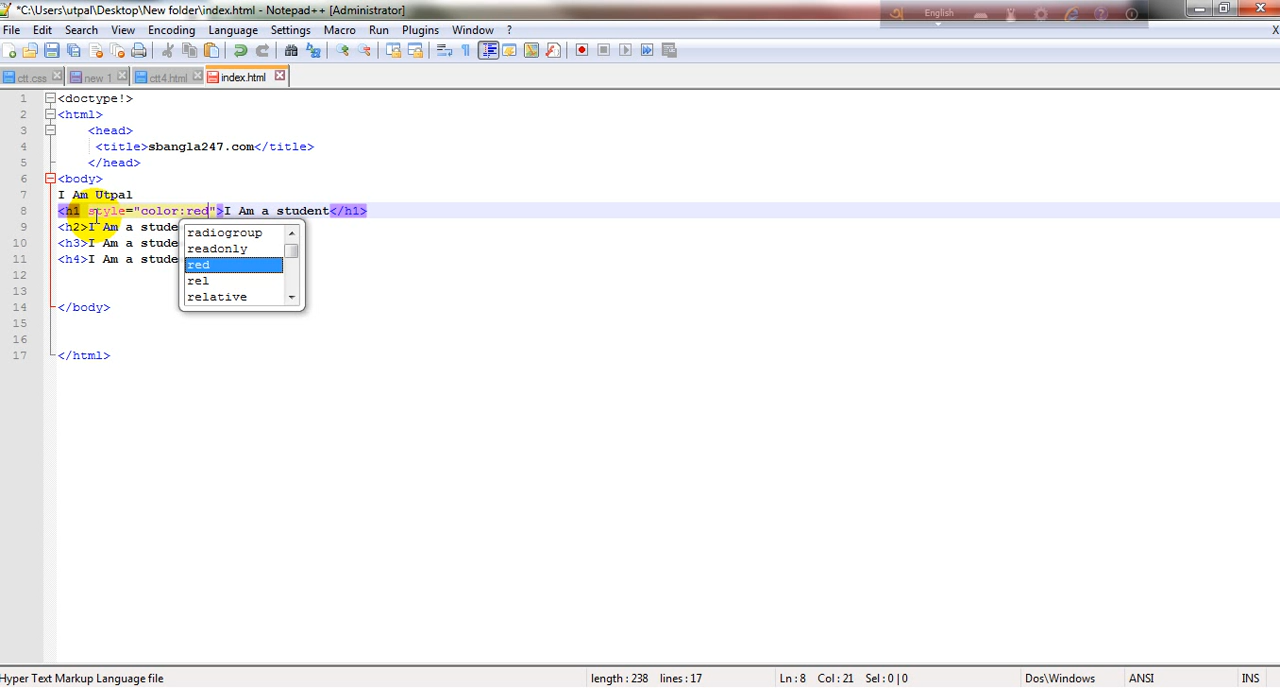 *C:\Users\utpal\Desktop\New folder\index.html - Notepad++ [Administrator]
English
File Edit Search View Encoding Language Settings Macro Run Plugins Window ? X
ctt.css new 1 ctt4.html index.html
1 <doctype!>
2 <html>
3 <head>
4 <title>sbangla247.com</title>
5 </head>
6 <body>
7 I Am Utpal
8 <h1 style="color:red">I Am a student</h1>
9 <h2>I Am a stude
10 <h3>I Am a stude
11 <h4>I Am a stude
12
13
14 </body>
15
16
17 </html>
radiogroup
readonly
red
rel
relative
Hyper Text Markup Language file length : 238 lines : 17 Ln : 8 Col : 21 Sel : 0 | 0 Dos\Windows ANSI INS